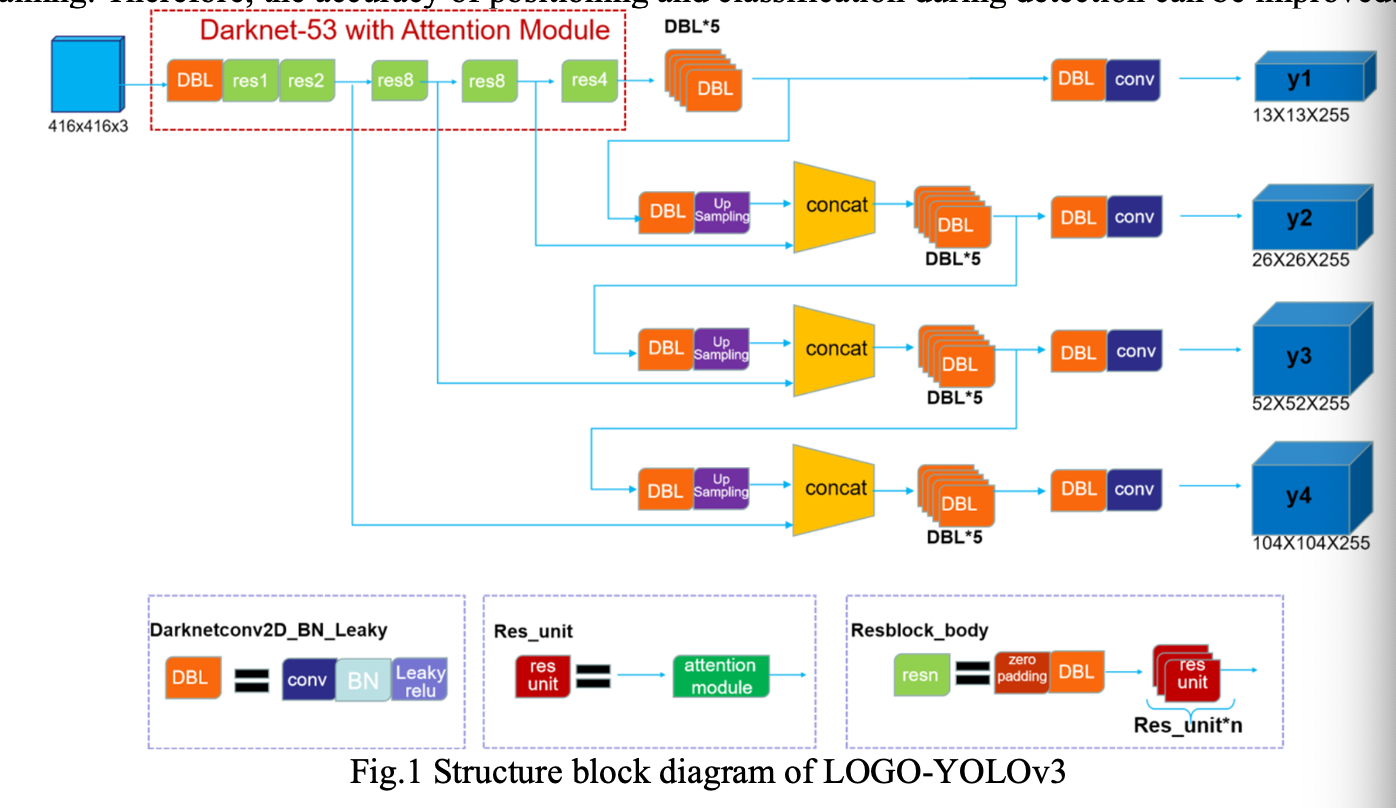 Therefore, the accuracy of positioning and classification during detection can be improved.
Darknet-53 with Attention Module
DBL*5
DBL res1 res2 res8 res8 res4 DBL DBL conv y1
416x416x3
13X13X255
DBL Up Sampling concat DBL DBL conv y2
DBL*5
26X26X255
DBL Up Sampling concat DBL DBL conv y3
DBL*5
52X52X255
DBL Up Sampling concat DBL DBL conv y4
DBL*5
104X104X255
Darknetconv2D_BN_Leaky
DBL = conv BN Leaky relu
Res_unit
res unit = attention module
Resblock_body
resn = zero padding DBL res unit
Res_unit*n
Fig.1 Structure block diagram of LOGO-YOLOv3